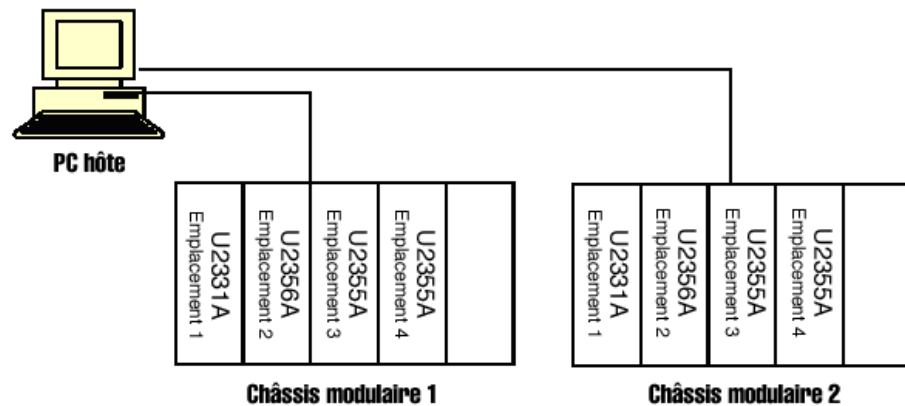 PC hôte
U2331A
Emplacement 1
U2356A
Emplacement 2
U2355A
Emplacement 3
U2355A
Emplacement 4
U2331A
Emplacement 1
U2356A
Emplacement 2
U2355A
Emplacement 3
U2355A
Emplacement 4
Châssis modulaire 1
Châssis modulaire 2